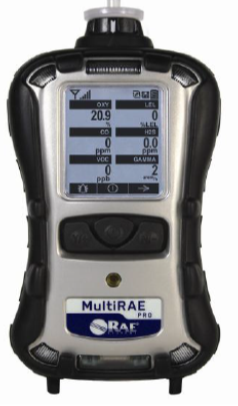 OXY LEL
20.9 0
% %LEL
CO H2S
0 0.0
ppm ppm
VOC GAMMA
0 2
ppb
MultiRAE
PRO
RAE